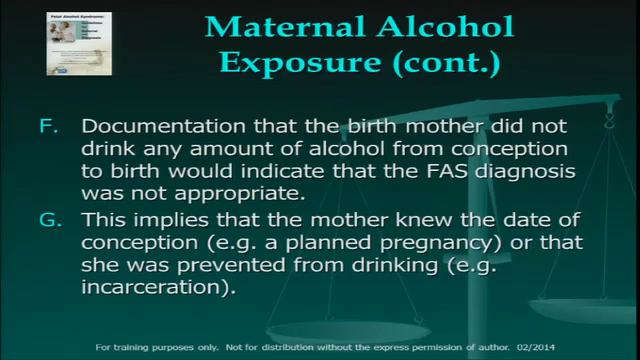 Fetal Alcohol Syndrome:
Maternal Alcohol
Exposure (cont.)
F. Documentation that the birth mother did not
drink any amount of alcohol from conception
to birth would indicate that the FAS diagnosis
was not appropriate.
G. This implies that the mother knew the date of
conception (e.g. a planned pregnancy) or that
she was prevented from drinking (e.g.
incarceration).
For training purposes only. Not for distribution without the express permission of author. 02/2014